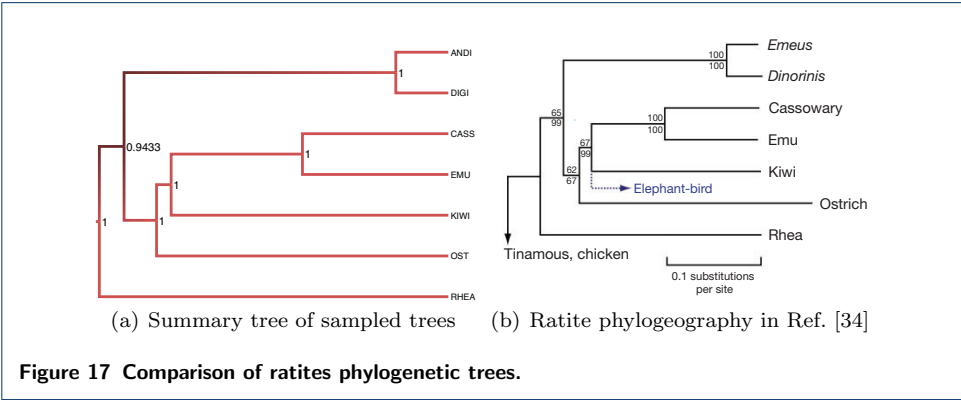 ANDI
1
DIGI
CASS
0.9433
1
EMU
1
KIWI
1
1
OST
RHEA
(a) Summary tree of sampled trees
Emeus
100
100
Dinorinis
Cassowary
65
99
100
100
Emu
67
99
Kiwi
62
67
Elephant-bird
Ostrich
Rhea
Tinamous, chicken
0.1 substitutions
per site
(b) Ratite phylogeography in Ref. [34]
Figure 17 Comparison of ratites phylogenetic trees.